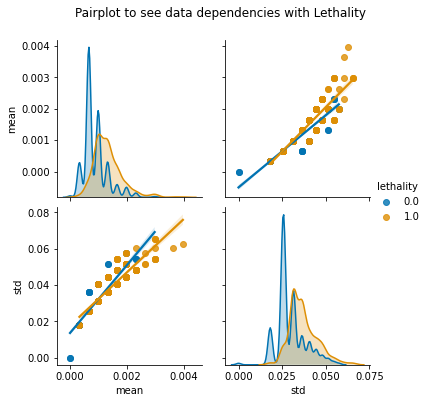 Pairplot to see data dependencies with Lethality
0.004
0.003
0.002
0.001
0.000
mean
lethality
0.0
1.0
0.08
0.06
0.04
0.02
0.00
std
0.000 0.002 0.004
0.000 0.025 0.050 0.075
mean
std